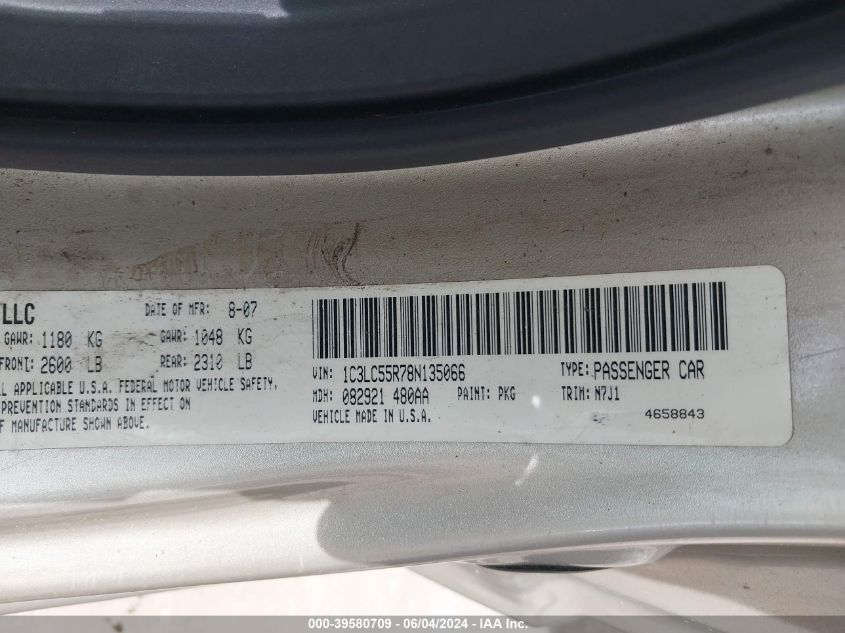 LLC
DATE OF MFR: 8-07
GAWR: 1180 KG GAWR: 1048 KG
FRONT: 2600 LB REAR: 2310 LB
ALL APPLICABLE U.S.A. FEDERAL MOTOR VEHICLE SAFETY,
PREVENTION STANDARDS IN EFFECT ON
OF MANUFACTURE SHOWN ABOVE.
VIN: 1C3LC55R78N135066 TYPE: PASSENGER CAR
MDH: 082921 480AA PAINT: PKG TRIM: N7J1
VEHICLE MADE IN U.S.A.
4658843
000-39580709 - 06/04/2024 - IAA Inc.